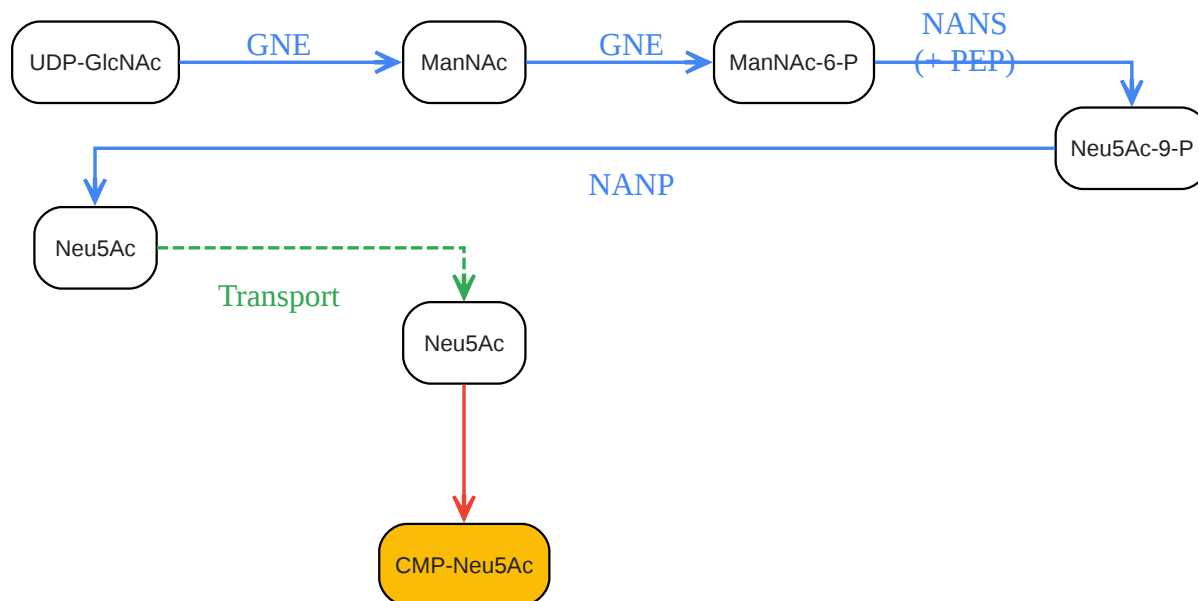 UDP-GlcNAc
GNE
ManNAc
GNE
ManNAc-6-P
NANS
(+ PEP)
Neu5Ac-9-P
NANP
Neu5Ac
Transport
Neu5Ac
CMP-Neu5Ac